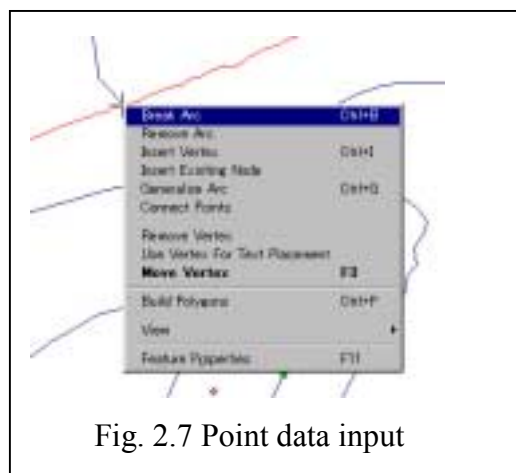 Break Arc Ctrl+B
Remove Arc
Insert Vertex Ctrl+I
Insert Existing Node
Generalize Arc Ctrl+G
Connect Points
Remove Vertex
Use Vertex For Text Placement
Move Vertex F3
Build Polygons Ctrl+P
View
Feature Properties F11
Fig. 2.7 Point data input